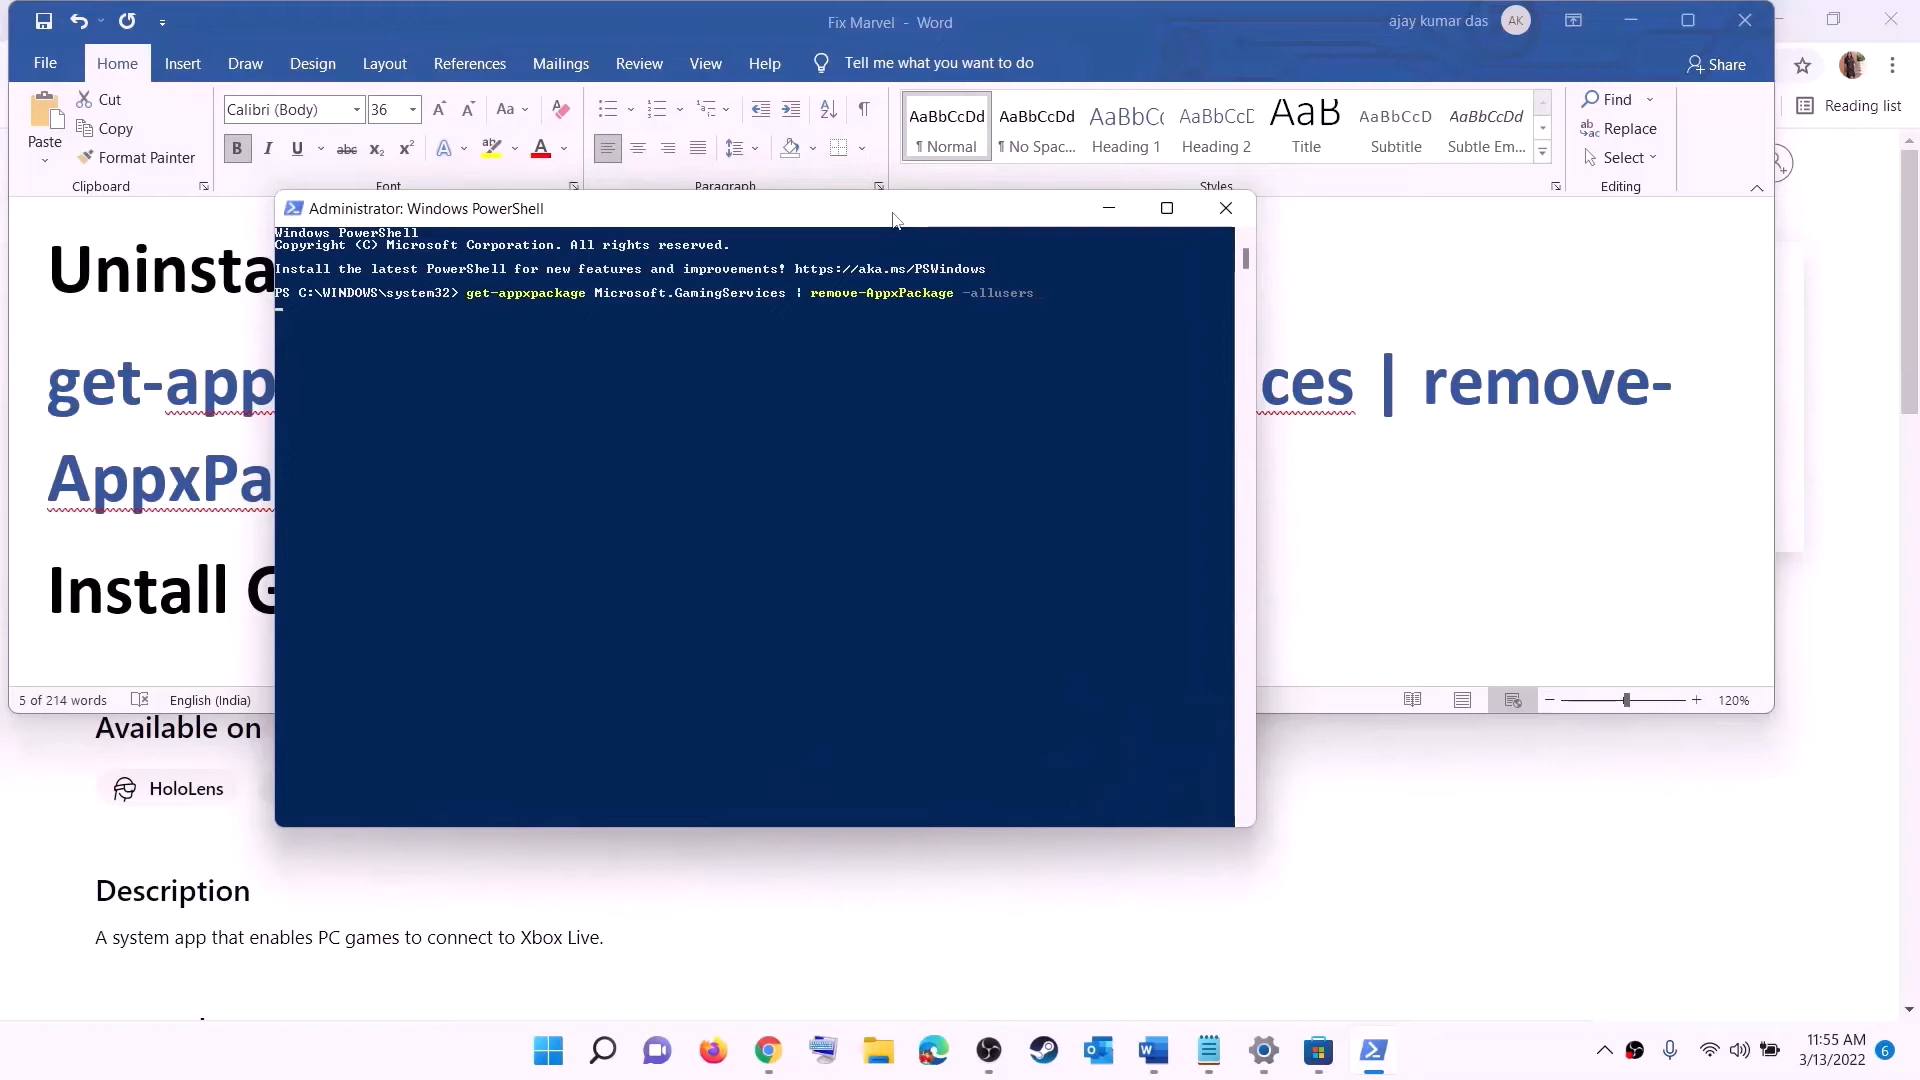 Fix Marvel - Word
ajay kumar das
AK
File
Home
Insert
Draw
Design
Layout
References
Mailings
Review
View
Help
Tell me what you want to do
Share
Paste
Cut
Copy
Format Painter
Clipboard
Calibri (Body)
36
Aa
B I U abc x₂ x²
A
A
Font
Paragraph
AaBbCcDd
¶ Normal
AaBbCcDd
¶ No Spac...
AaBbC(
Heading 1
AaBbCcD
Heading 2
AaB
Title
AaBbCcD
Subtitle
AaBbCcDd
Subtle Em...
Styles
Find
Replace
Select
Editing
Reading list
Administrator: Windows PowerShell
Windows PowerShell
Copyright (C) Microsoft Corporation. All rights reserved.
Install the latest PowerShell for new features and improvements! https://aka.ms/PSWindows
PS C:\WINDOWS\system32> get-appxpackage Microsoft.GamingServices | remove-AppxPackage -allusers
Uninsta
get-app
ces | remove-
AppxPa
Install G
5 of 214 words
English (India)
120%
Available on
HoloLens
Description
A system app that enables PC games to connect to Xbox Live.
11:55 AM
3/13/2022
6